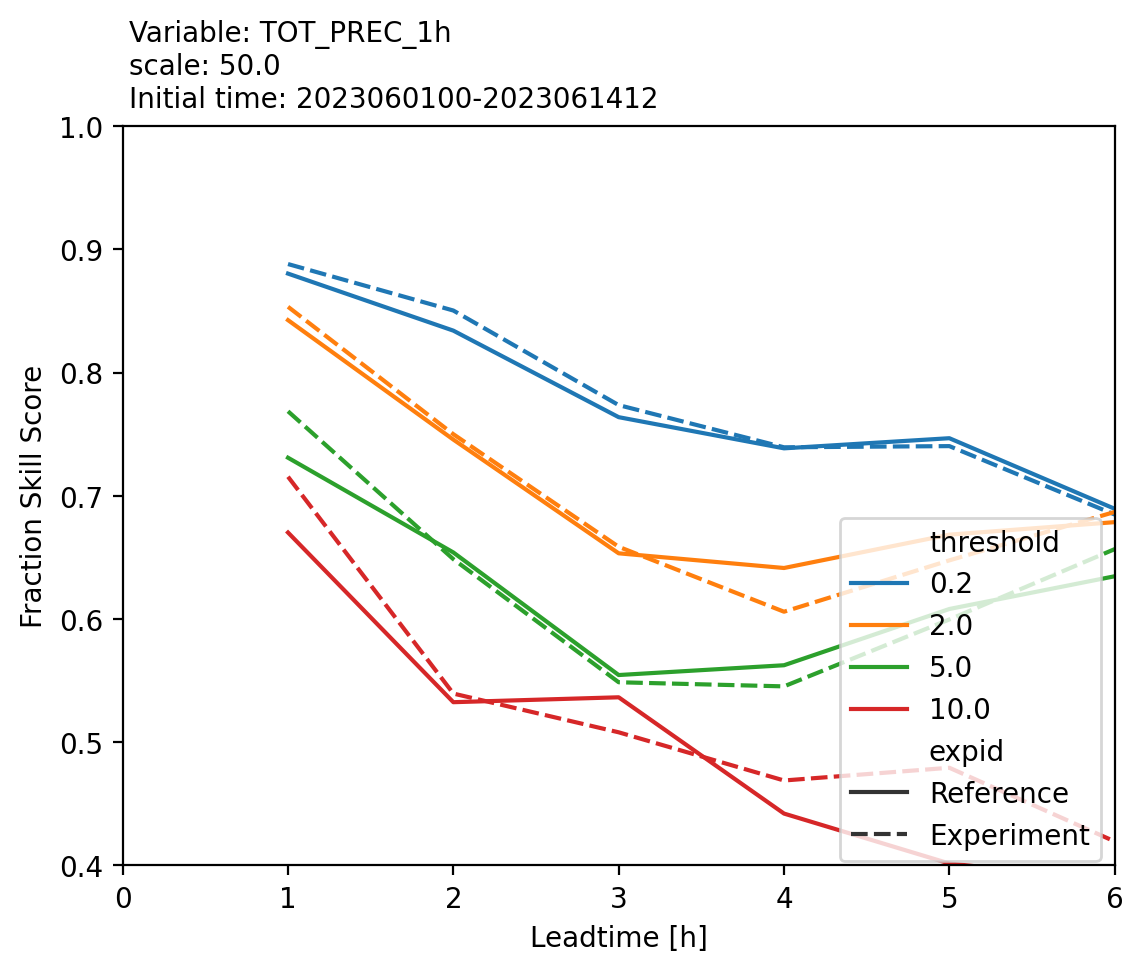 Variable: TOT_PREC_1h
scale: 50.0
Initial time: 2023060100-2023061412
1.0
0.9
0.8
0.7
0.6
0.5
0.4
Fraction Skill Score
threshold
0.2
2.0
5.0
10.0
expid
Reference
Experiment
0 1 2 3 4 5 6
Leadtime [h]